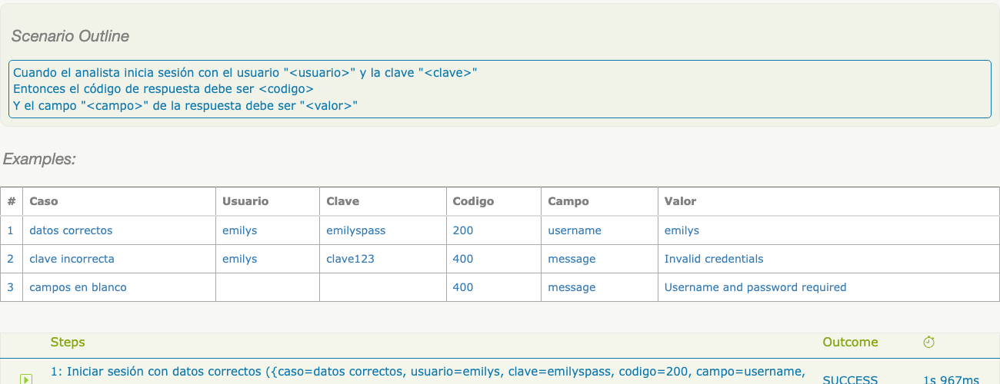 Scenario Outline
Cuando el analista inicia sesión con el usuario "<usuario>" y la clave "<clave>"
Entonces el código de respuesta debe ser <codigo>
Y el campo "<campo>" de la respuesta debe ser "<valor>"
Examples:
# Caso Usuario Clave Codigo Campo Valor
1 datos correctos emilys emilyspass 200 username emilys
2 clave incorrecta emilys clave123 400 message Invalid credentials
3 campos en blanco 400 message Username and password required
Steps Outcome
1: Iniciar sesión con datos correctos ({caso=datos correctos, usuario=emilys, clave=emilyspass, codigo=200, campo=username,
SUCCESS 1s 967ms